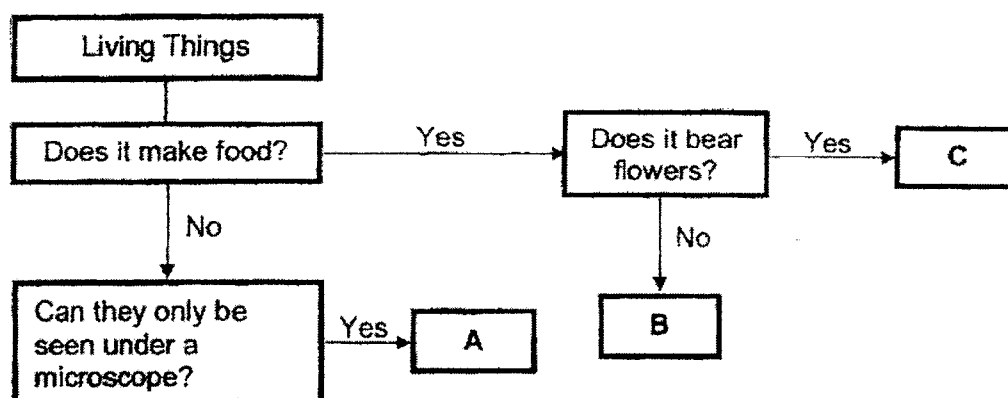 Living Things
Does it make food?
Yes
Does it bear
flowers?
Yes
C
No
No
Can they only be
seen under a
microscope?
Yes
A
B